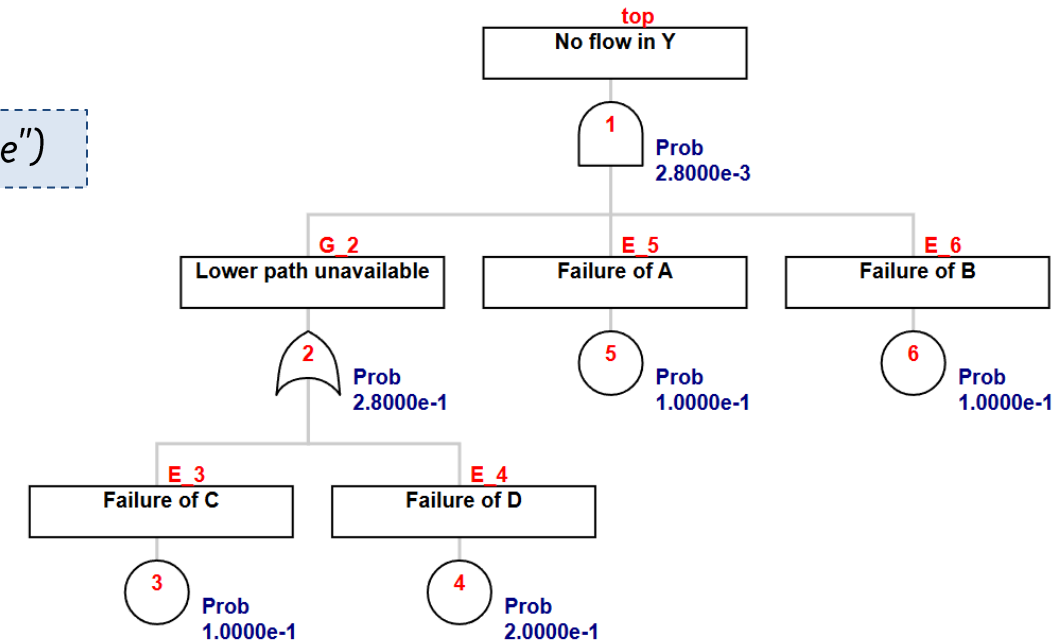 top
No flow in Y
1
Prob
2.8000e-3
e")
G_2
E_5
E_6
Lower path unavailable
Failure of A
Failure of B
2
Prob
2.8000e-1
5
Prob
1.0000e-1
6
Prob
1.0000e-1
E_3
E_4
Failure of C
Failure of D
3
Prob
1.0000e-1
4
Prob
2.0000e-1